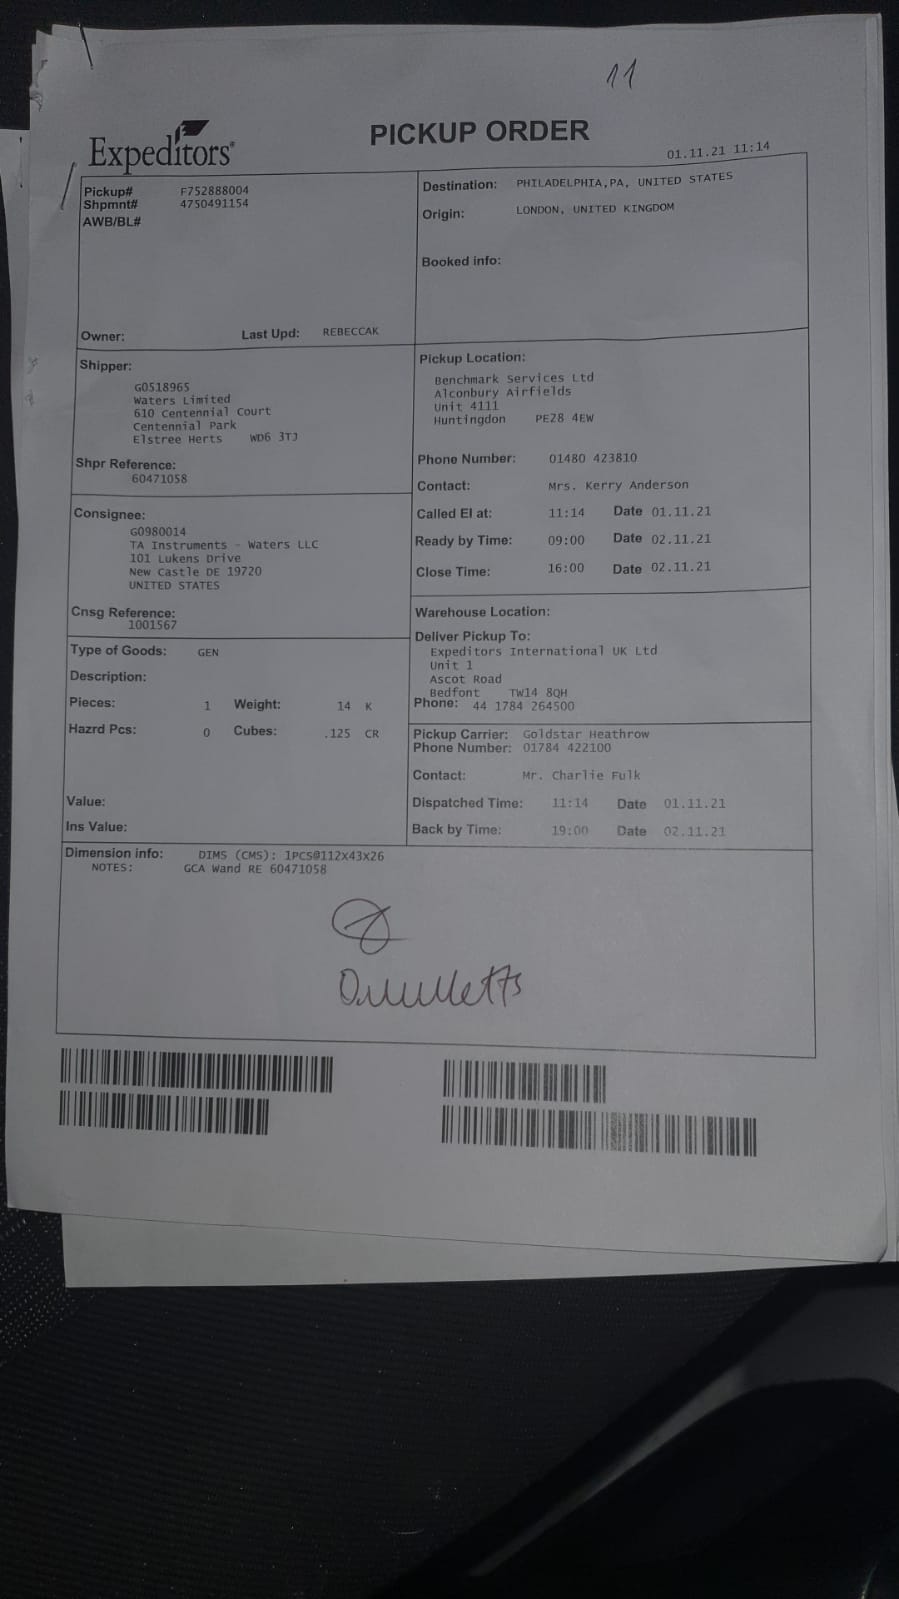 11
Expeditors®
PICKUP ORDER
01.11.21 11:14
Pickup# F752888004
Shpmnt# 4750491154
AWB/BL#
Owner: Last Upd: REBECCAK
Destination: PHILADELPHIA,PA, UNITED STATES
Origin: LONDON, UNITED KINGDOM
Booked info:
Shipper:
G0518965
Waters Limited
610 Centennial Court
Centennial Park
Elstree Herts WD6 3TJ
Shpr Reference:
60471058
Pickup Location:
Benchmark Services Ltd
Alconbury Airfields
Unit 4111
Huntingdon PE28 4EW
Phone Number: 01480 423810
Contact: Mrs. Kerry Anderson
Called EI at: 11:14 Date 01.11.21
Ready by Time: 09:00 Date 02.11.21
Close Time: 16:00 Date 02.11.21
Consignee:
G0980014
TA Instruments - Waters LLC
101 Lukens Drive
New Castle DE 19720
UNITED STATES
Cnsg Reference:
1001567
Warehouse Location:
Deliver Pickup To:
Expeditors International UK Ltd
Unit 1
Ascot Road
Bedfont TW14 8QH
Phone: 44 1784 264500
Type of Goods: GEN
Description:
Pieces: 1 Weight: 14 K
Hazrd Pcs: 0 Cubes: .125 CR
Value:
Ins Value:
Pickup Carrier: Goldstar Heathrow
Phone Number: 01784 422100
Contact: Mr. Charlie Fulk
Dispatched Time: 11:14 Date 01.11.21
Back by Time: 19:00 Date 02.11.21
Dimension info: DIMS (CMS): 1PCS@112X43X26
NOTES: GCA Wand RE 60471058